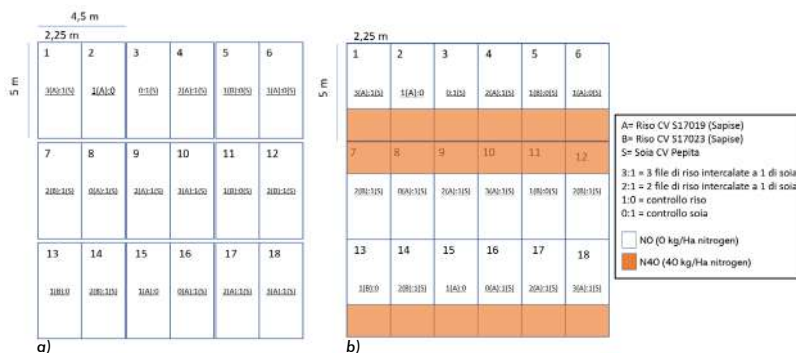 4,5 m
2,25 m
5 m
1 2 3 4 5 6
3(A):1(S) 1(A):0 0:1(S) 2(A):1(S) 1(B):0(S) 1(A):0(S)
7 8 9 10 11 12
2(B):1(S) 0(A):1(S) 2(A):1(S) 3(A):1(S) 1(B):0(S) 2(B):1(S)
13 14 15 16 17 18
1(B):0 2(B):1(S) 1(A):0 0(A):1(S) 2(A):1(S) 3(A):1(S)
a)
2,25 m
5 m
1 2 3 4 5 6
3(A):1(S) 1(A):0 0:1(S) 2(A):1(S) 1(B):0(S) 1(A):0(S)
7 8 9 10 11 12
2(B):1(S) 0(A):1(S) 2(A):1(S) 3(A):1(S) 1(B):0(S) 2(B):1(S)
13 14 15 16 17 18
1(B):0 2(B):1(S) 1(A):0 0(A):1(S) 2(A):1(S) 3(A):1(S)
b)
A= Riso CV S17019 (Sapise)
B= Riso CV S17023 (Sapise)
S= Soia CV Pepita
3:1 = 3 file di riso intercalate a 1 di soia
2:1 = 2 file di riso intercalate a 1 di soia
1:0 = controllo riso
0:1 = controllo soia
N0 (0 kg/Ha nitrogen)
N40 (40 kg/Ha nitrogen)